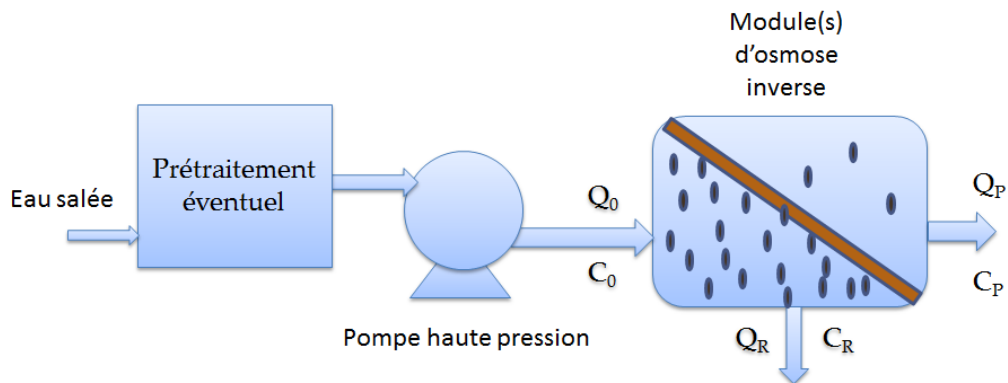 Module(s)
d'osmose
inverse
Prétraitement
éventuel
Eau salée
Q0
C0
QP
CP
Pompe haute pression
QR
CR